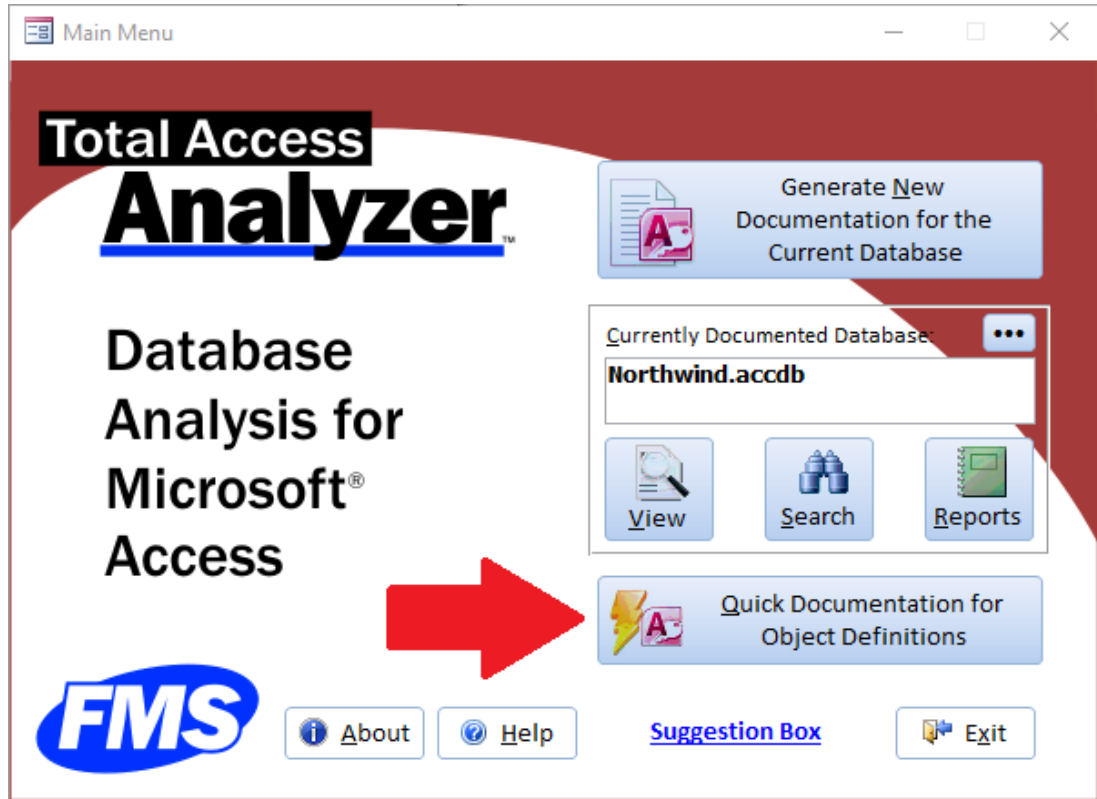 Main Menu
Total Access
Analyzer™
Database
Analysis for
Microsoft®
Access
Generate New
Documentation for the
Current Database
Currently Documented Database:
•••
Northwind.accdb
View
Search
Reports
Quick Documentation for
Object Definitions
FMS
About
Help
Suggestion Box
Exit